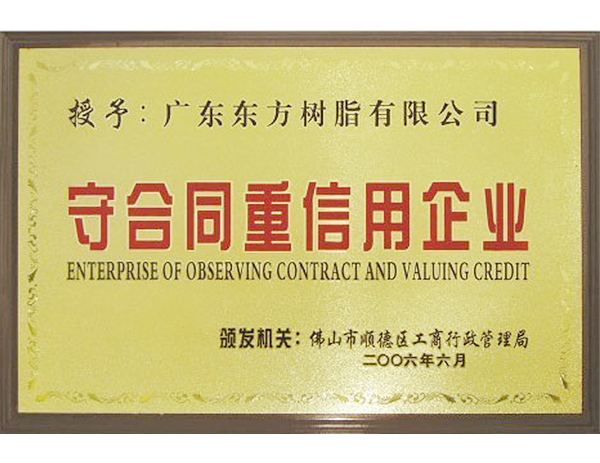 授予：广东东方树脂有限公司
守合同重信用企业
ENTERPRISE OF OBSERVING CONTRACT AND VALUING CREDIT
颁发机关：佛山市顺德区工商行政管理局
二〇〇六年六月